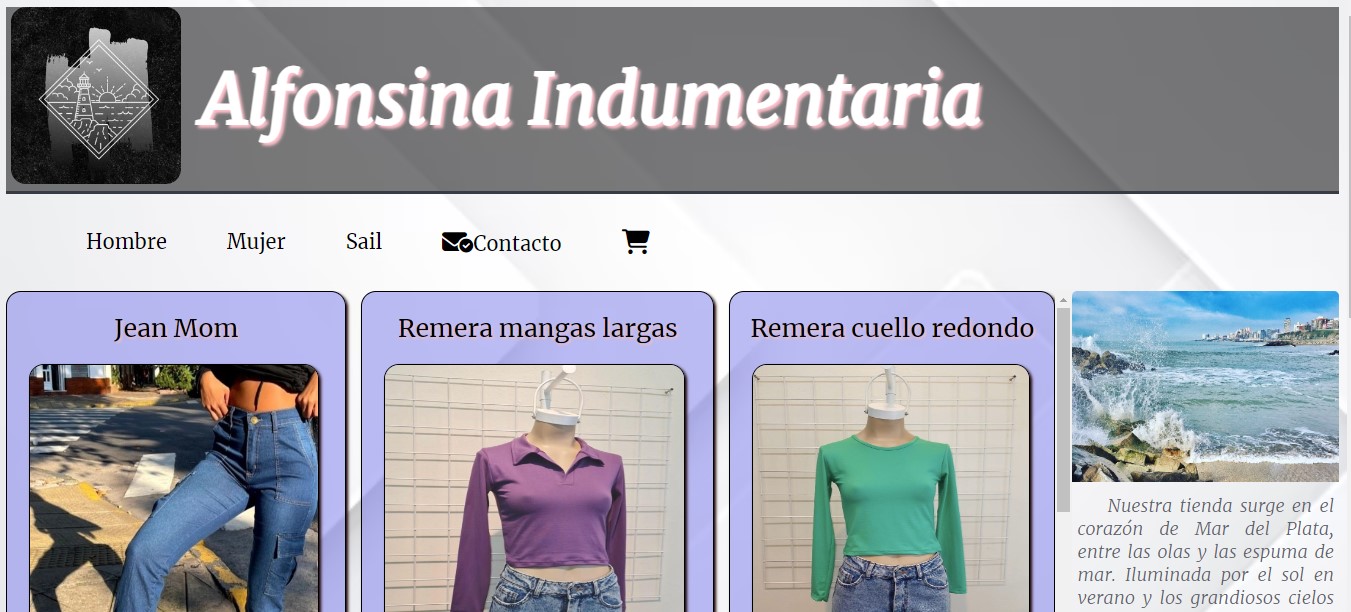 Alfonsina Indumentaria
Hombre
Mujer
Sail
Contacto
Jean Mom
Remera mangas largas
Remera cuello redondo
Nuestra tienda surge en el
corazón de Mar del Plata,
entre las olas y las espuma de
mar. Iluminada por el sol en
verano y los grandiosos cielos